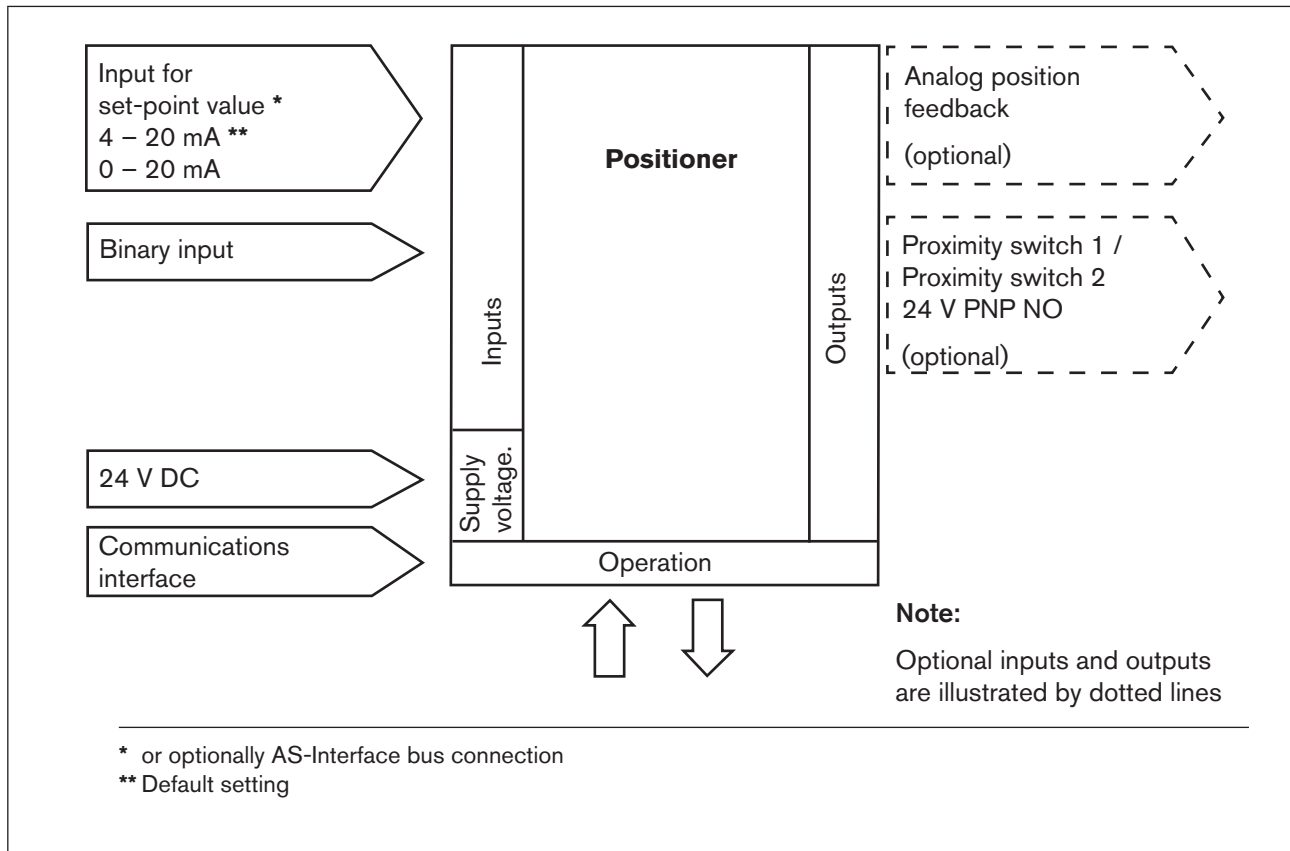 Input for
set-point value *
4 – 20 mA **
0 – 20 mA
Binary input
24 V DC
Communications
interface
Inputs
Supply
voltage.
Positioner
Outputs
Operation
Analog position
feedback
(optional)
Proximity switch 1 /
Proximity switch 2
24 V PNP NO
(optional)
Note:
Optional inputs and outputs
are illustrated by dotted lines
* or optionally AS-Interface bus connection
** Default setting